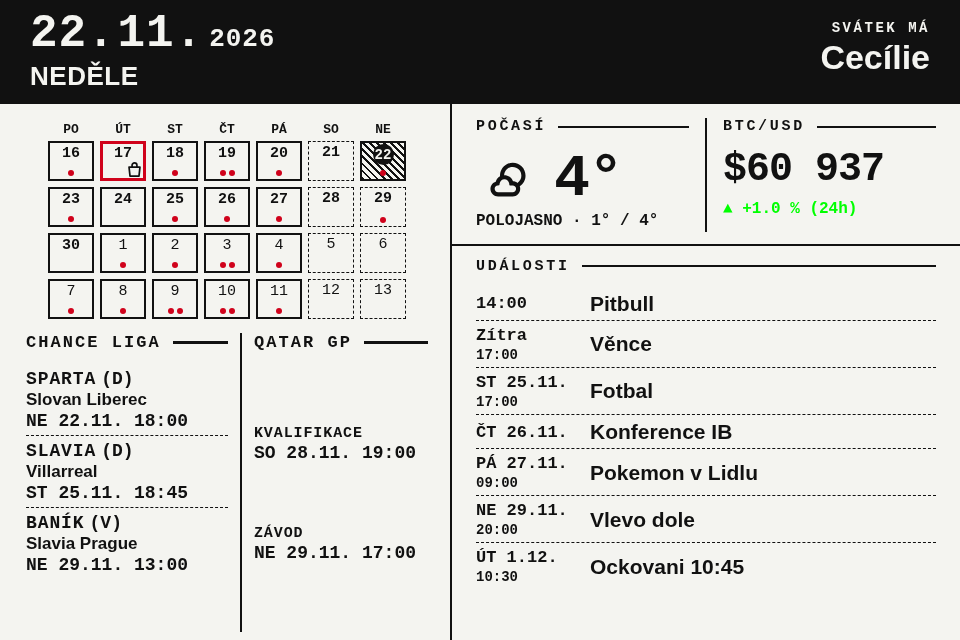 22.11. 2026
NEDĚLE
SVÁTEK MÁ
Cecílie
PO ÚT ST ČT PÁ SO NE
16 17 18 19 20 21 22
23 24 25 26 27 28 29
30 1 2 3 4 5 6
7 8 9 10 11 12 13
CHANCE LIGA
SPARTA (D)
Slovan Liberec
NE 22.11. 18:00
SLAVIA (D)
Villarreal
ST 25.11. 18:45
BANÍK (V)
Slavia Prague
NE 29.11. 13:00
QATAR GP
KVALIFIKACE
SO 28.11. 19:00
ZÁVOD
NE 29.11. 17:00
POČASÍ
4°
POLOJASNO · 1° / 4°
BTC/USD
$60 937
▲ +1.0 % (24h)
UDÁLOSTI
14:00 Pitbull
Zítra
17:00
Věnce
ST 25.11.
17:00
Fotbal
ČT 26.11. Konference IB
PÁ 27.11.
09:00
Pokemon v Lidlu
NE 29.11.
20:00
Vlevo dole
ÚT 1.12.
10:30
Ockovani 10:45